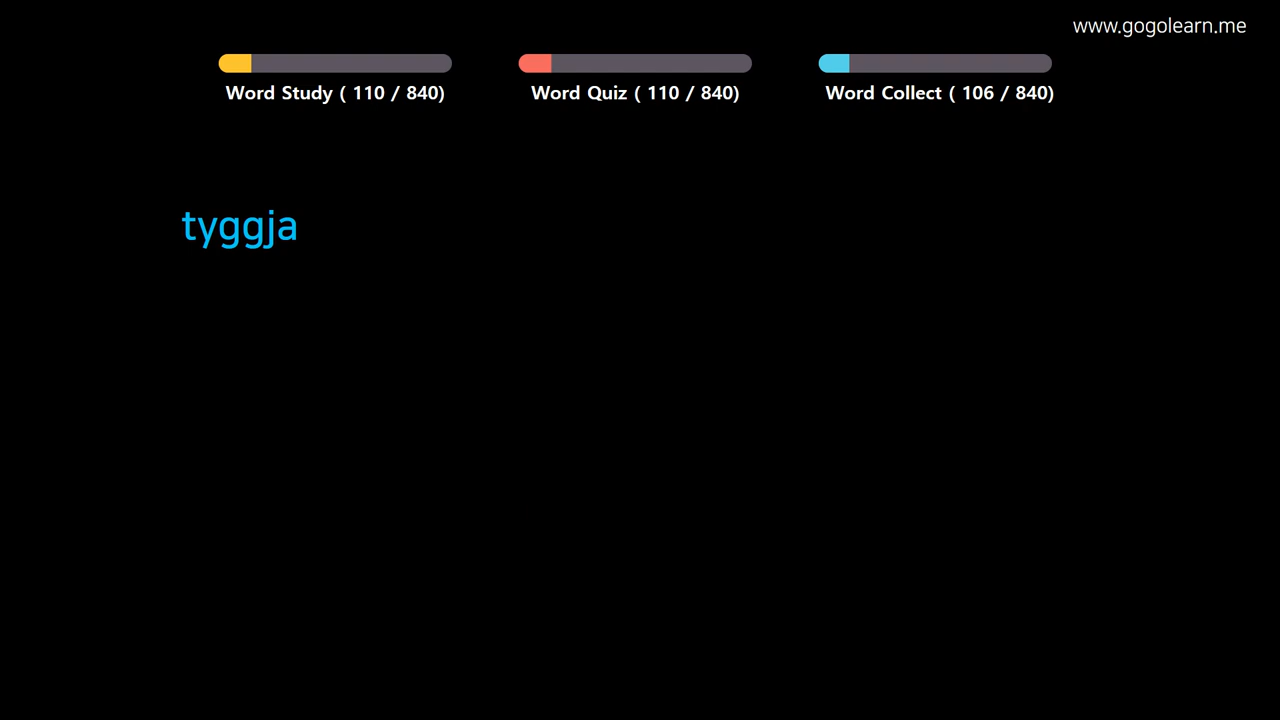 www.gogolearn.me
Word Study ( 110 / 840)
Word Quiz ( 110 / 840)
Word Collect ( 106 / 840)
tyggja